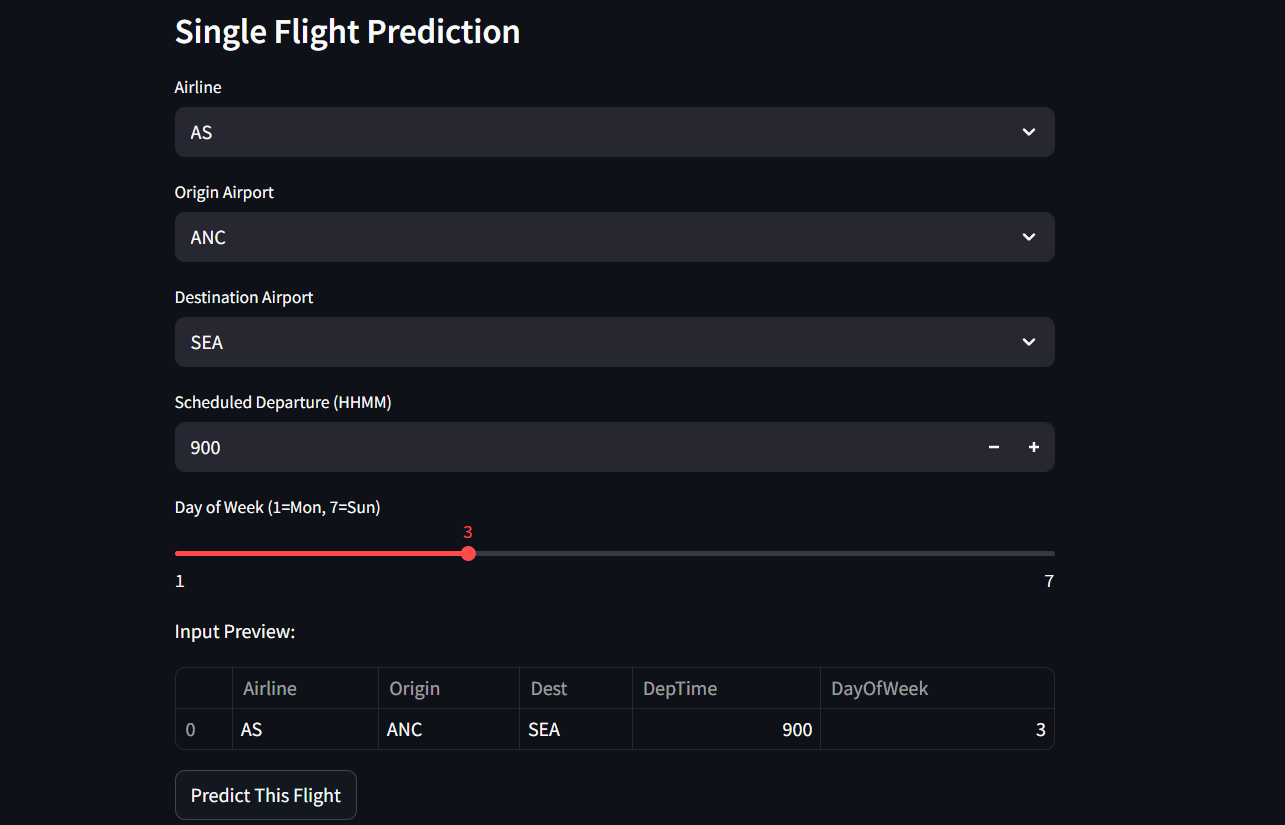 Single Flight Prediction
Airline
AS
Origin Airport
ANC
Destination Airport
SEA
Scheduled Departure (HHMM)
900
Day of Week (1=Mon, 7=Sun)
3
1 7
Input Preview:
Airline Origin Dest DepTime DayOfWeek
0 AS ANC SEA 900 3
Predict This Flight